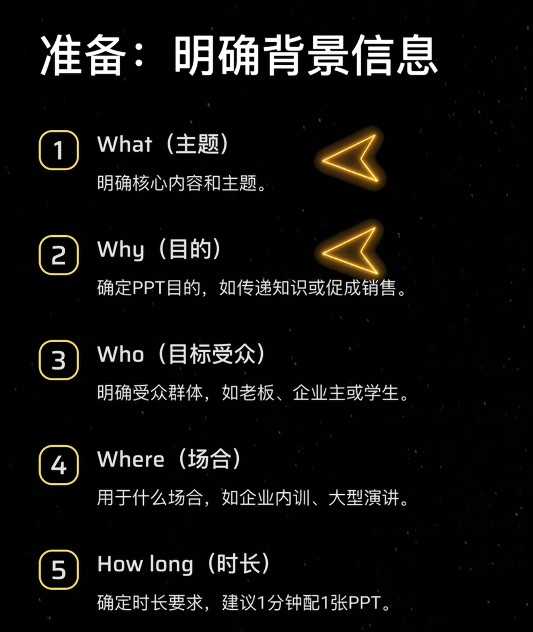 准备：明确背景信息
1 What（主题）
明确核心内容和主题。
2 Why（目的）
确定PPT目的，如传递知识或促成销售。
3 Who（目标受众）
明确受众群体，如老板、企业主或学生。
4 Where（场合）
用于什么场合，如企业内训、大型演讲。
5 How long（时长）
确定时长要求，建议1分钟配1张PPT。